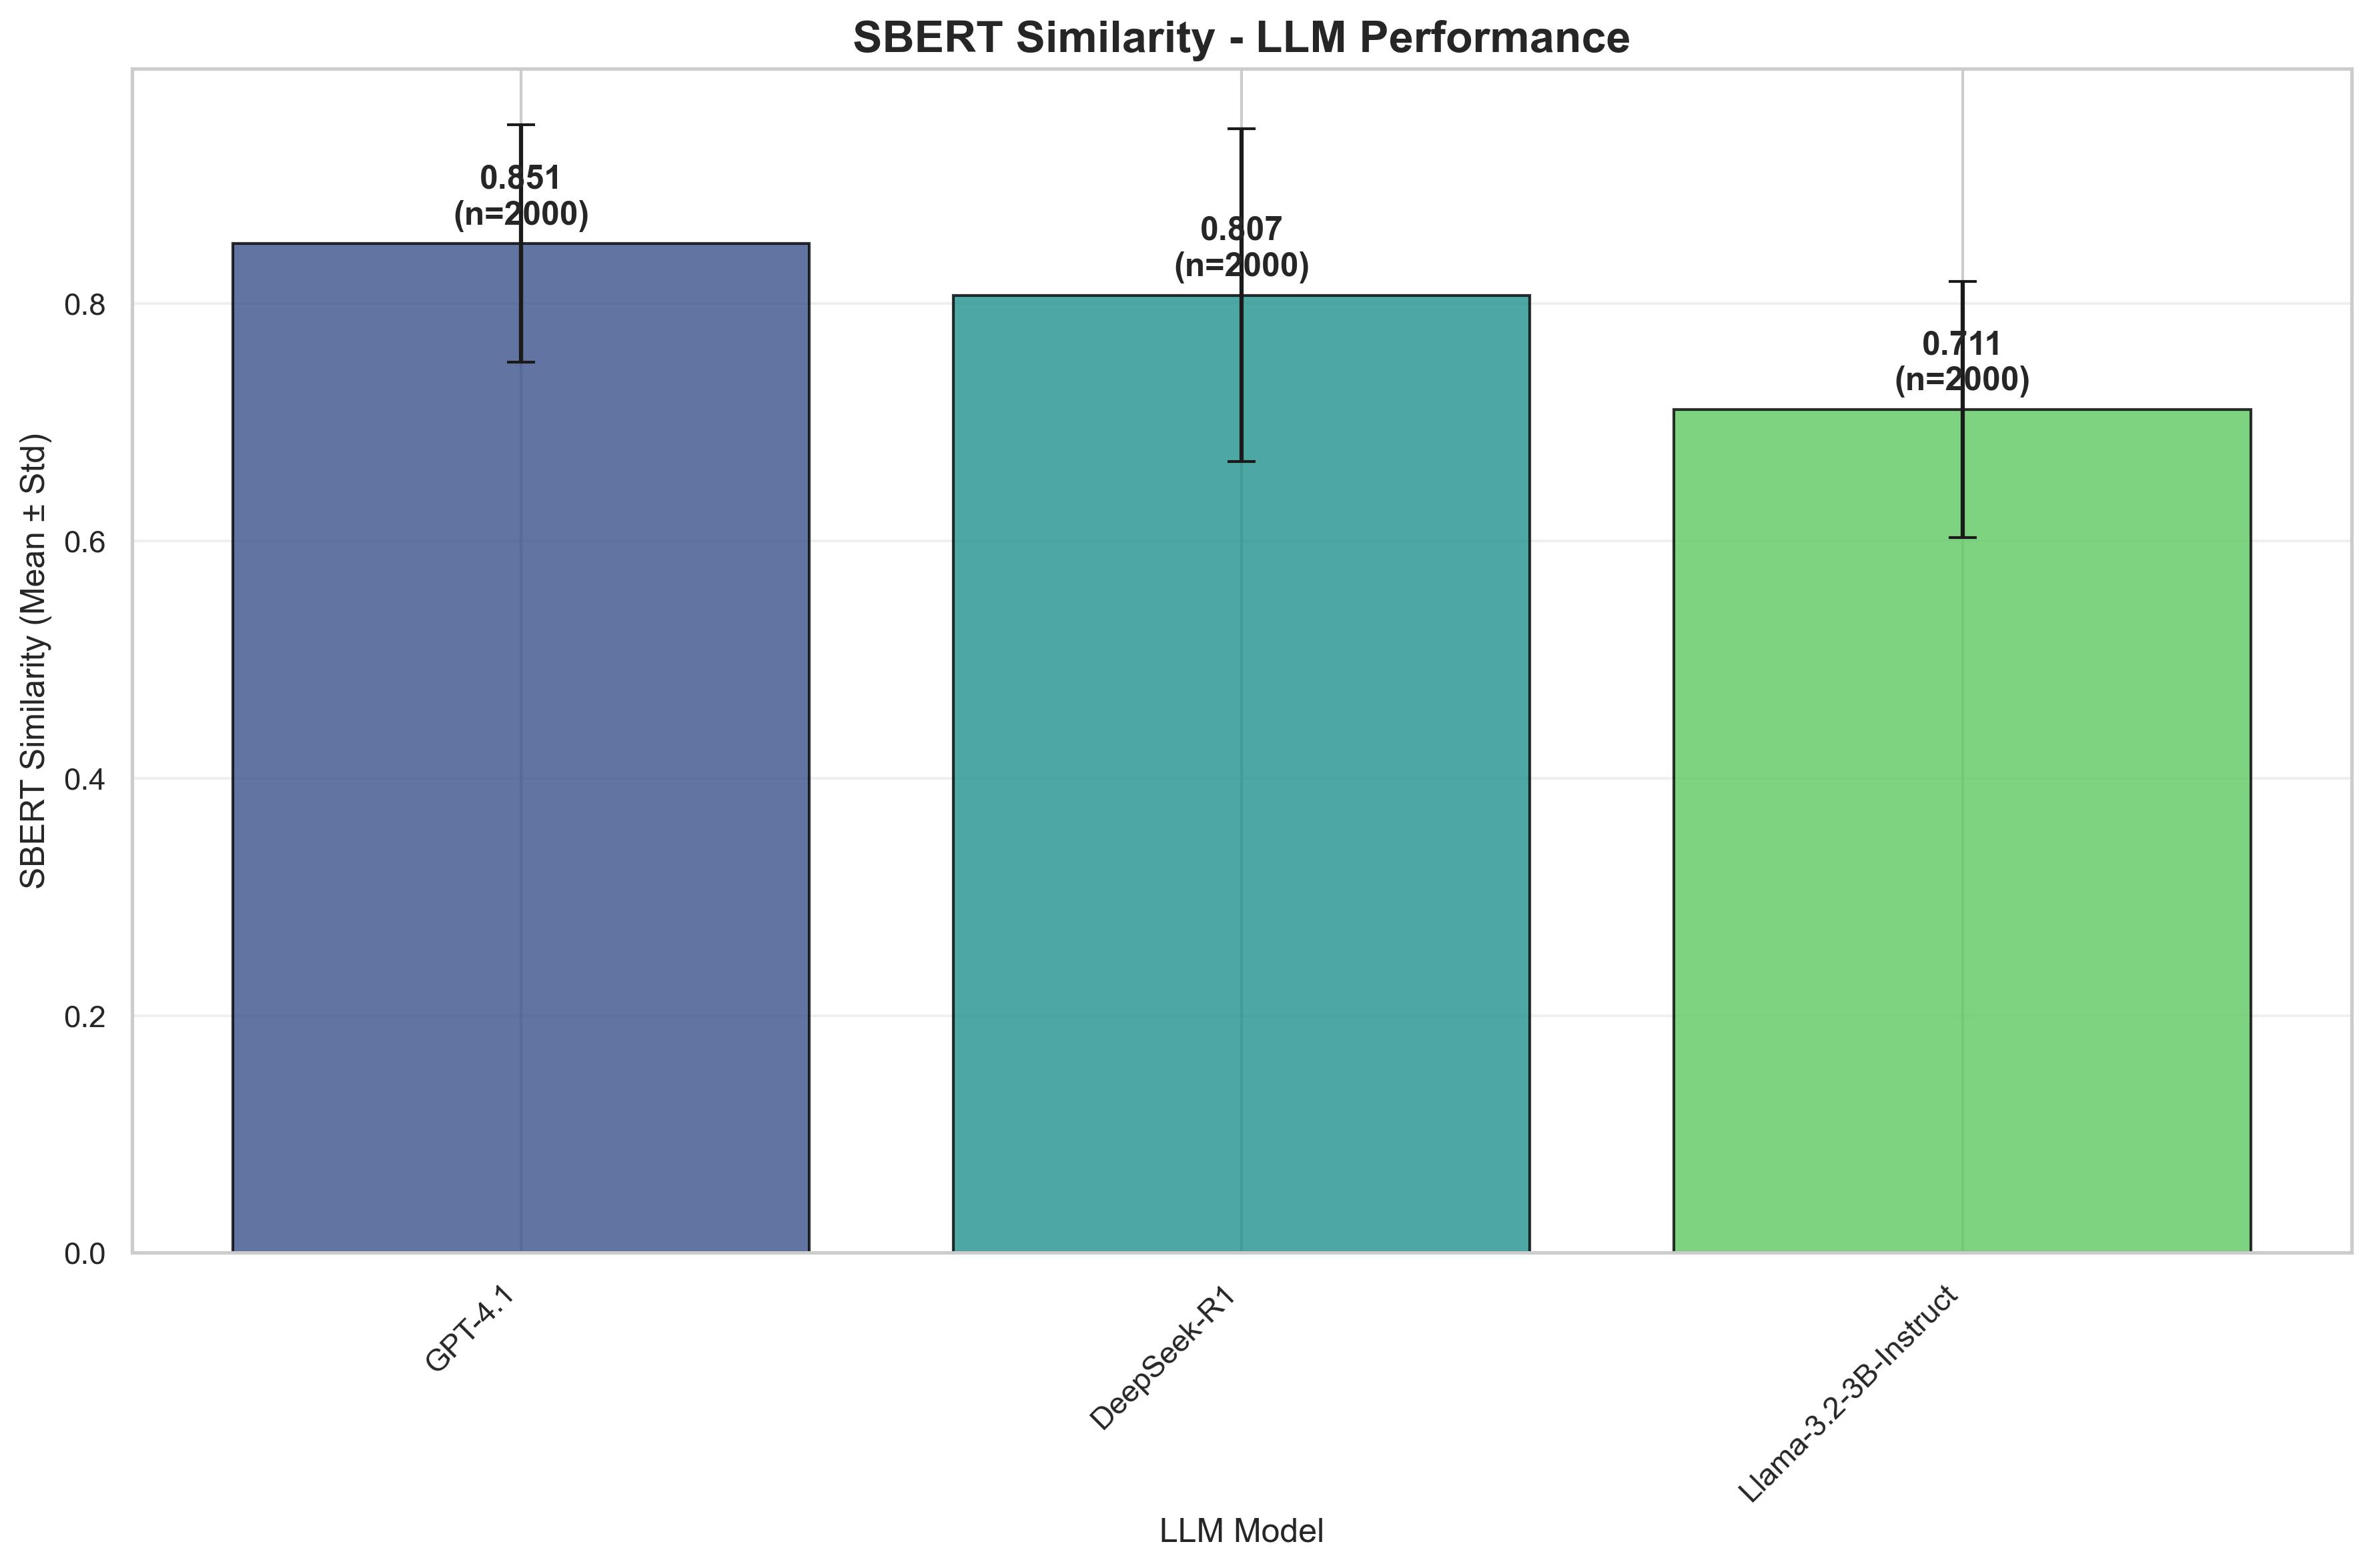 SBERT Similarity - LLM Performance
SBERT Similarity (Mean ± Std)
0.8
0.6
0.4
0.2
0.0
0.851
(n=2000)
0.807
(n=2000)
0.711
(n=2000)
GPT-4.1
DeepSeek-R1
Llama-3.2-3B-Instruct
LLM Model